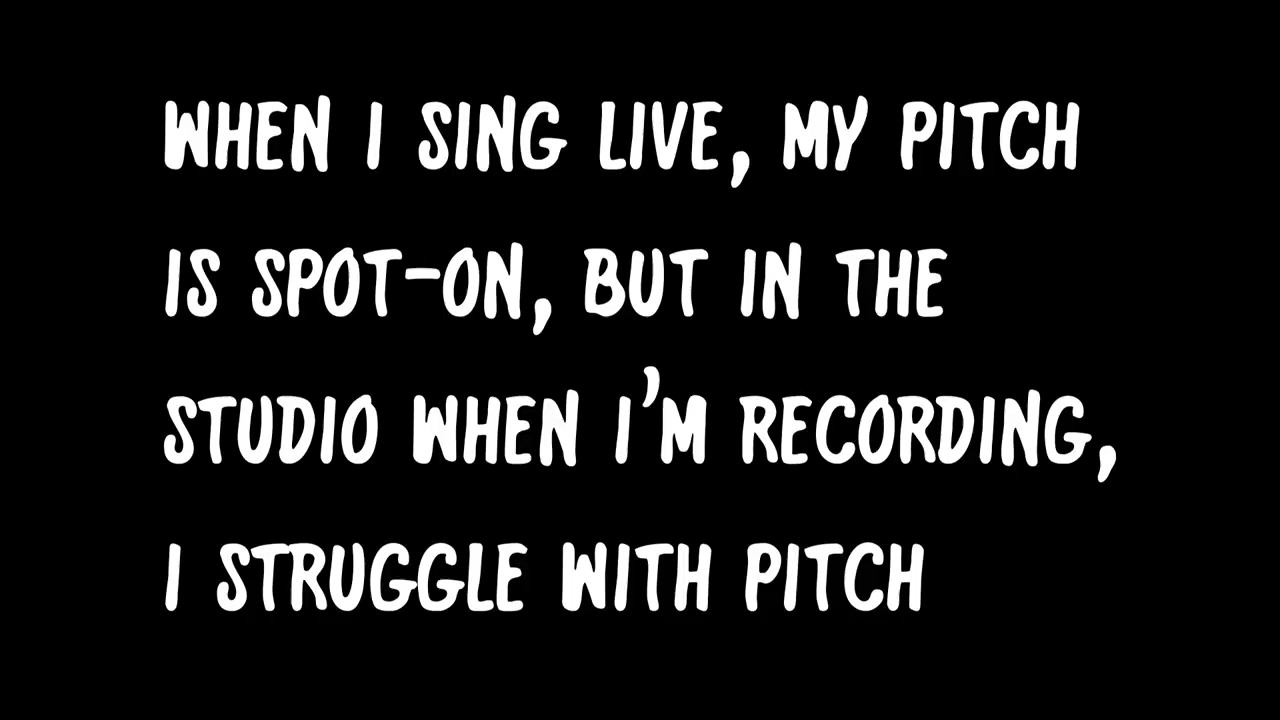 WHEN I SING LIVE, MY PITCH
IS SPOT-ON, BUT IN THE
STUDIO WHEN I'M RECORDING,
I STRUGGLE WITH PITCH